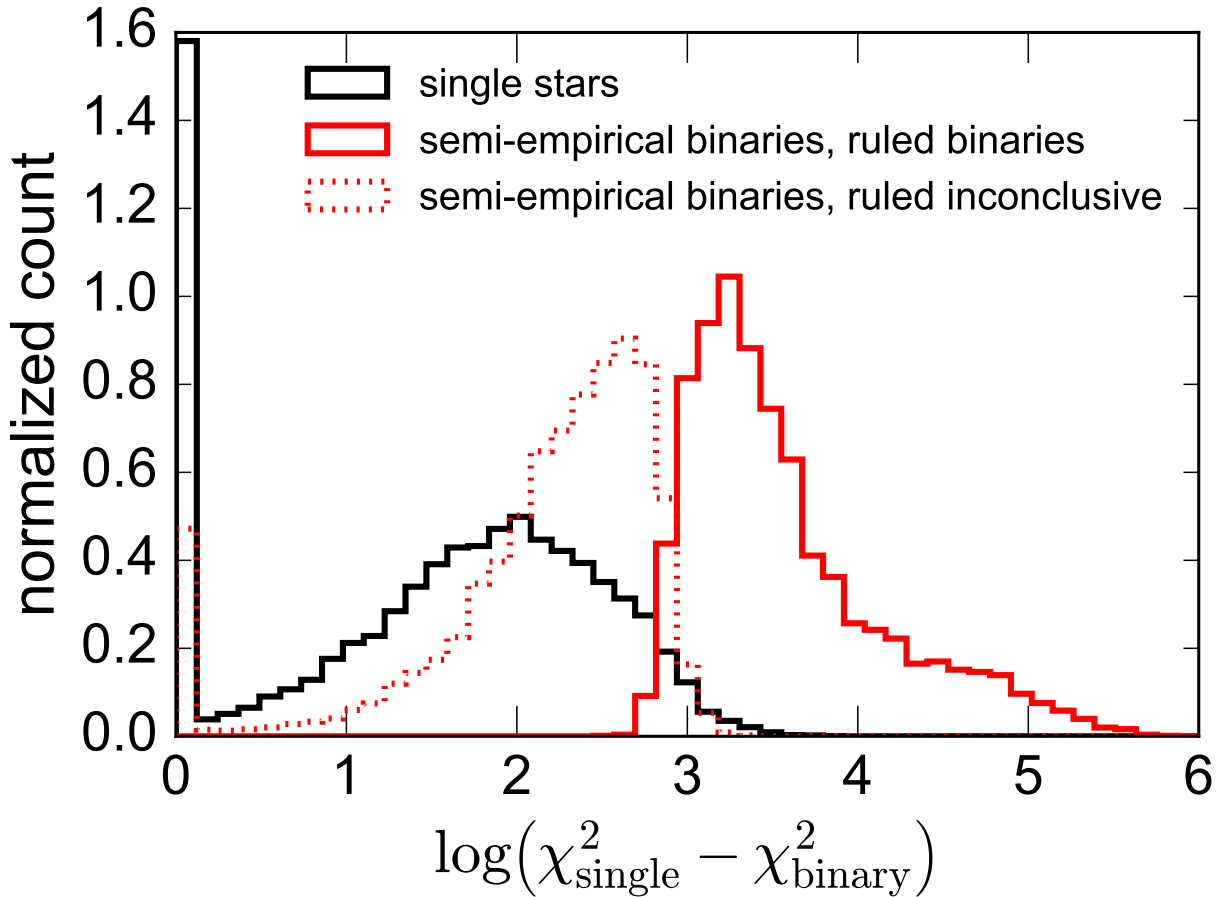 normalized count
1.6
1.4
1.2
1.0
0.8
0.6
0.4
0.2
0.0
single stars
semi-empirical binaries, ruled binaries
semi-empirical binaries, ruled inconclusive
0 1 2 3 4 5 6
log(χ²_single − χ²_binary)